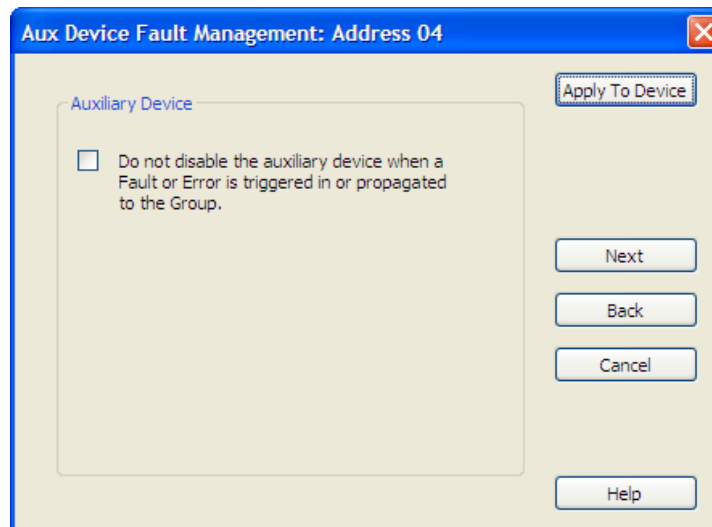 Aux Device Fault Management: Address 04
Auxiliary Device
Apply To Device
Do not disable the auxiliary device when a
Fault or Error is triggered in or propagated
to the Group.
Next
Back
Cancel
Help